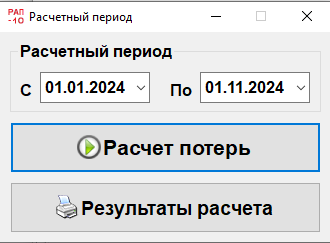 РАП
-10
Расчетный период
Расчетный период
С 01.01.2024 По 01.11.2024
Расчет потерь
Результаты расчета